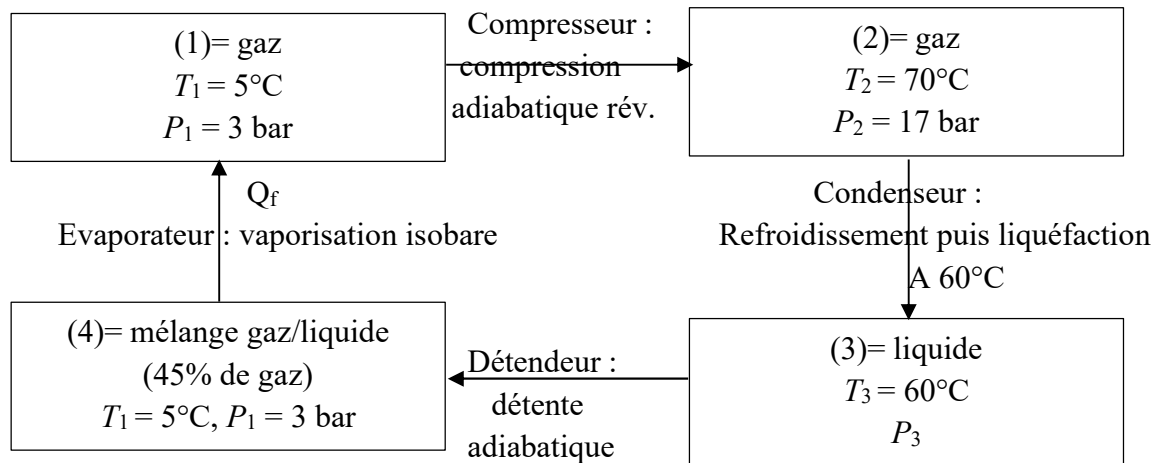 (1)= gaz
T1 = 5°C
P1 = 3 bar
Compresseur :
compression
adiabatique rév.
(2)= gaz
T2 = 70°C
P2 = 17 bar
Qf
Evaporateur : vaporisation isobare
Condenseur :
Refroidissement puis liquéfaction
A 60°C
(4)= mélange gaz/liquide
(45% de gaz)
T1 = 5°C, P1 = 3 bar
Détendeur :
détente
adiabatique
(3)= liquide
T3 = 60°C
P3